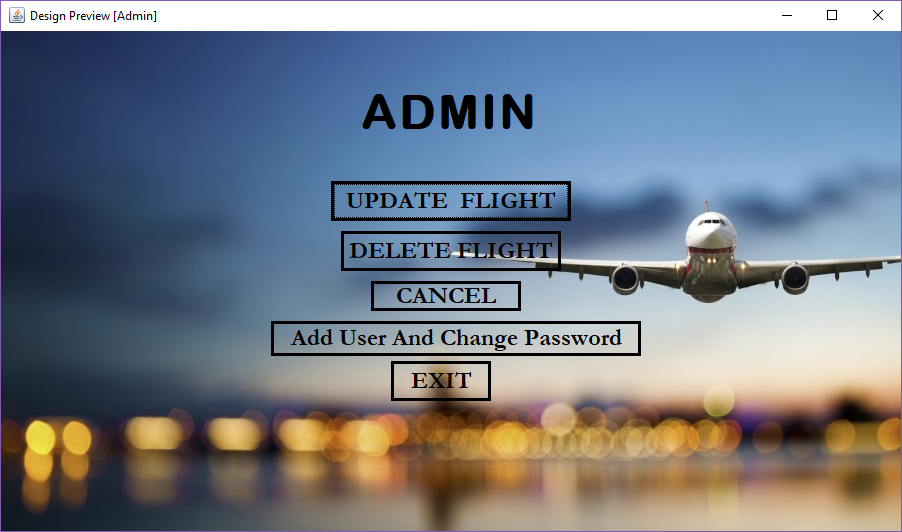 Design Preview [Admin]
ADMIN
UPDATE FLIGHT
DELETE FLIGHT
CANCEL
Add User And Change Password
EXIT